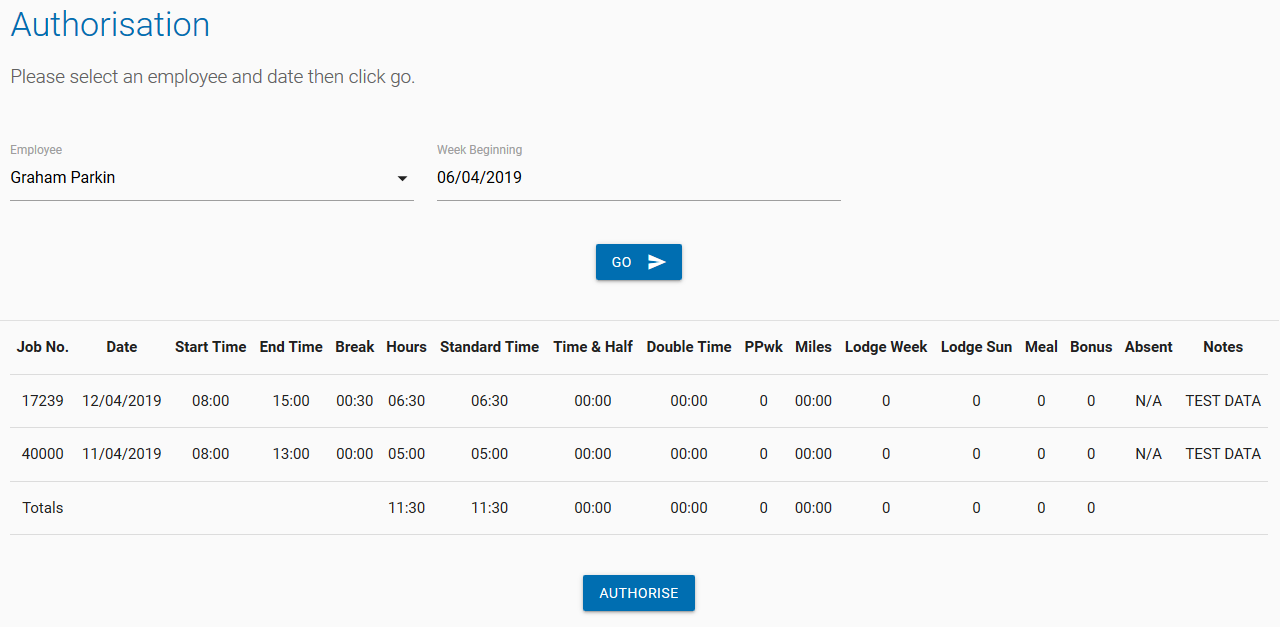 Authorisation
Please select an employee and date then click go.
Employee
Graham Parkin
Week Beginning
06/04/2019
GO
Job No. Date Start Time End Time Break Hours Standard Time Time & Half Double Time PPwk Miles Lodge Week Lodge Sun Meal Bonus Absent Notes
17239 12/04/2019 08:00 15:00 00:30 06:30 06:30 00:00 00:00 0 00:00 0 0 0 0 N/A TEST DATA
40000 11/04/2019 08:00 13:00 00:00 05:00 05:00 00:00 00:00 0 00:00 0 0 0 0 N/A TEST DATA
Totals 11:30 11:30 00:00 00:00 0 00:00 0 0 0 0
AUTHORISE